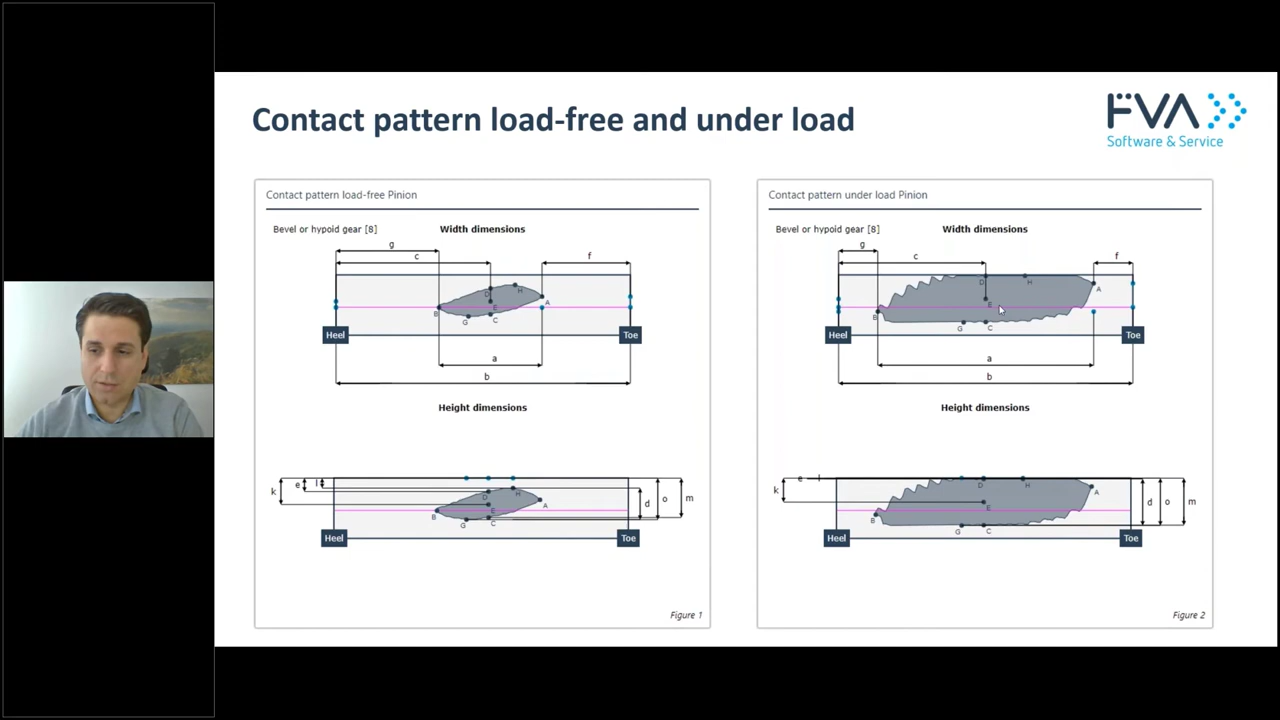 Contact pattern load-free and under load
FVA
Software & Service
Contact pattern load-free Pinion
Bevel or hypoid gear [8]
Width dimensions
g
c
f
D
H
E
A
B
G
C
Heel
Toe
a
b
Height dimensions
k
e
l
D
H
E
A
B
G
C
d
o
m
Heel
Toe
Figure 1
Contact pattern under load Pinion
Bevel or hypoid gear [8]
Width dimensions
g
c
f
D
H
A
E
B
G
C
Heel
Toe
a
b
Height dimensions
e
l
k
D
H
A
E
B
G
C
d
o
m
Heel
Toe
Figure 2